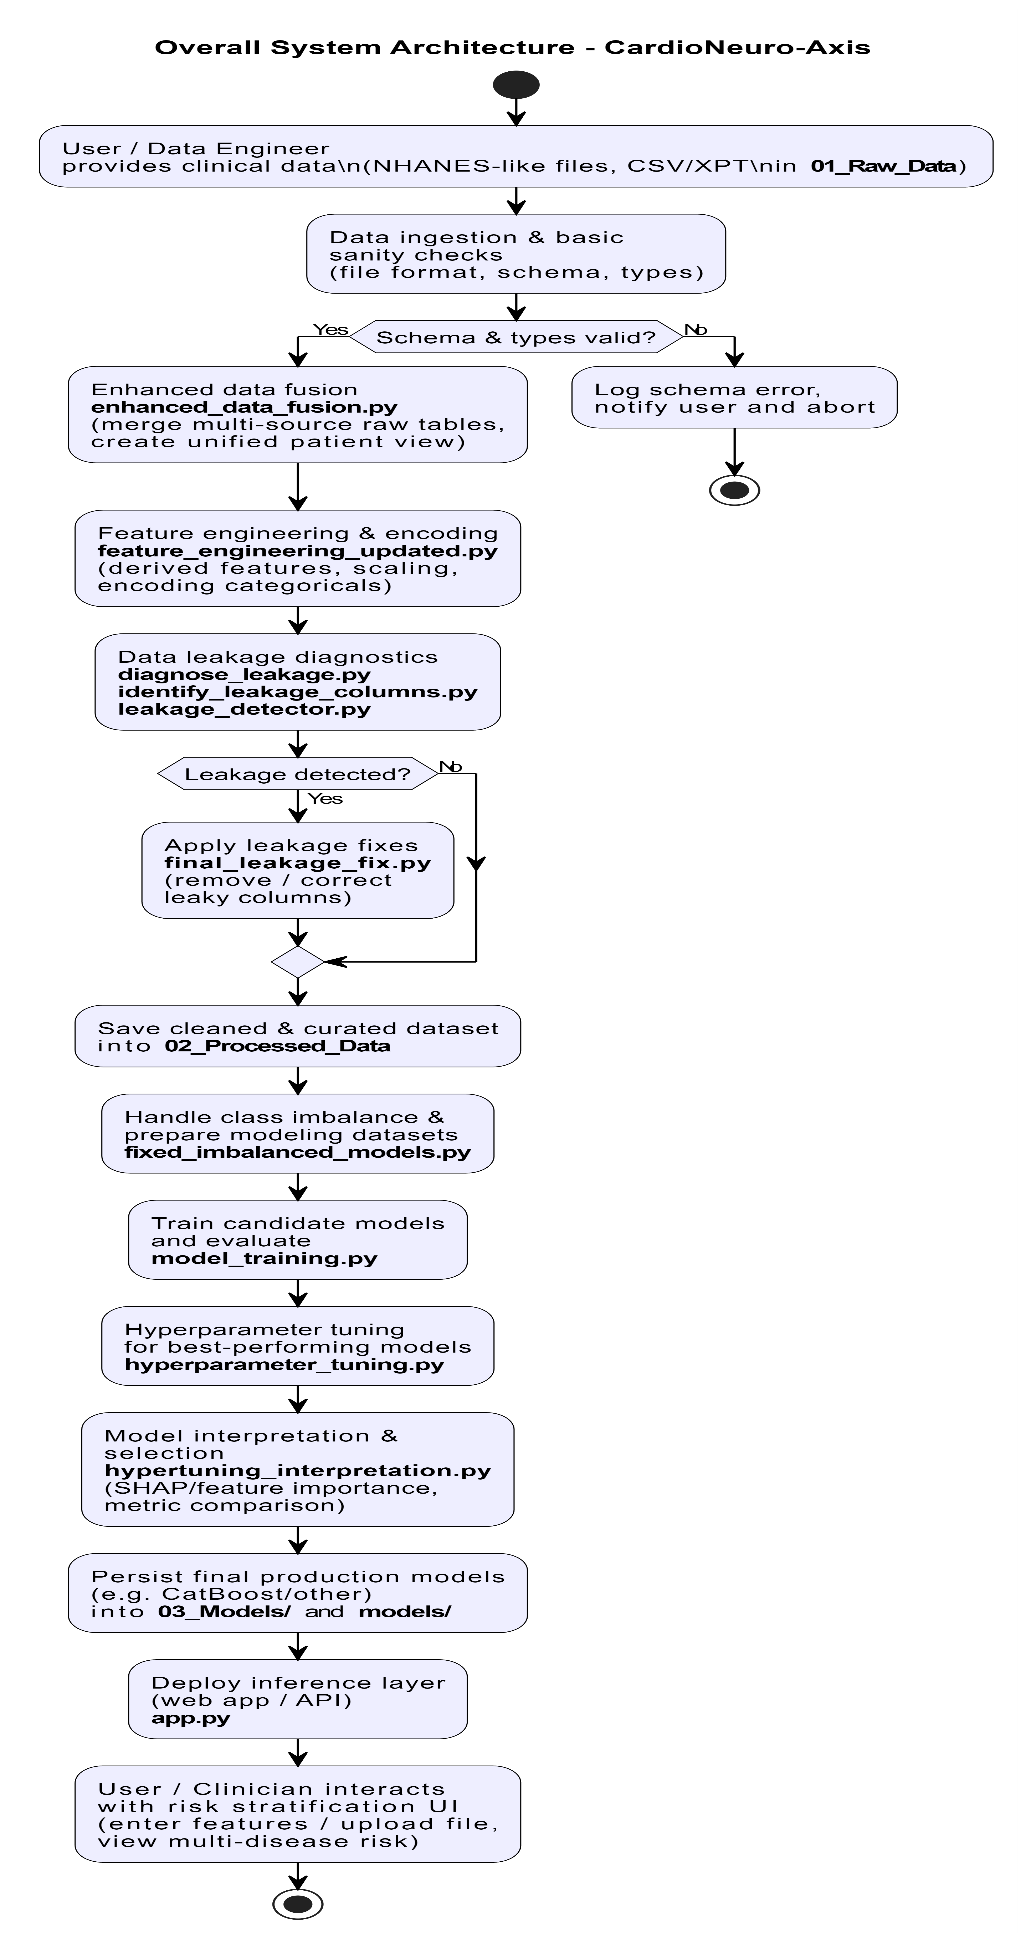 Overall System Architecture - CardioNeuro-Axis
User / Data Engineer
provides clinical data\n(NHANES-like files, CSV/XPT\nin 01_Raw_Data)
Data ingestion & basic
sanity checks
(file format, schema, types)
Schema & types valid?
Yes
No
Enhanced data fusion
enhanced_data_fusion.py
(merge multi-source raw tables,
create unified patient view)
Log schema error,
notify user and abort
Feature engineering & encoding
feature_engineering_updated.py
(derived features, scaling,
encoding categoricals)
Data leakage diagnostics
diagnose_leakage.py
identify_leakage_columns.py
leakage_detector.py
Leakage detected?
No
Yes
Apply leakage fixes
final_leakage_fix.py
(remove / correct
leaky columns)
Save cleaned & curated dataset
into 02_Processed_Data
Handle class imbalance &
prepare modeling datasets
fixed_imbalanced_models.py
Train candidate models
and evaluate
model_training.py
Hyperparameter tuning
for best-performing models
hyperparameter_tuning.py
Model interpretation &
selection
hypertuning_interpretation.py
(SHAP/feature importance,
metric comparison)
Persist final production models
(e.g. CatBoost/other)
into 03_Models/ and models/
Deploy inference layer
(web app / API)
app.py
User / Clinician interacts
with risk stratification UI
(enter features / upload file,
view multi-disease risk)